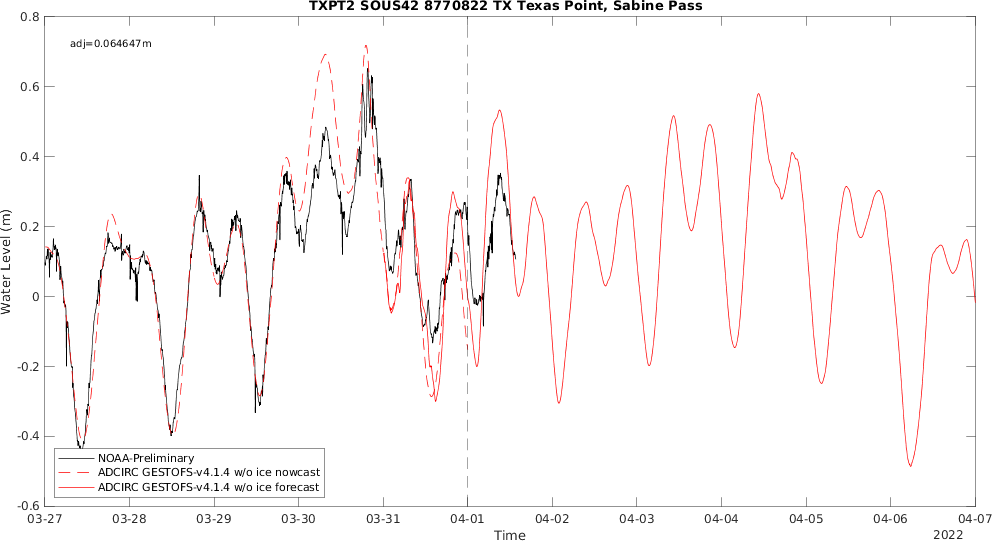 TXPT2 SOUS42 8770822 TX Texas Point, Sabine Pass
adj=0.064647m
Water Level (m)
0.8
0.6
0.4
0.2
0
-0.2
-0.4
-0.6
NOAA-Preliminary
ADCIRC GESTOFS-v4.1.4 w/o ice nowcast
ADCIRC GESTOFS-v4.1.4 w/o ice forecast
03-27 03-28 03-29 03-30 03-31 04-01 04-02 04-03 04-04 04-05 04-06 04-07
Time
2022